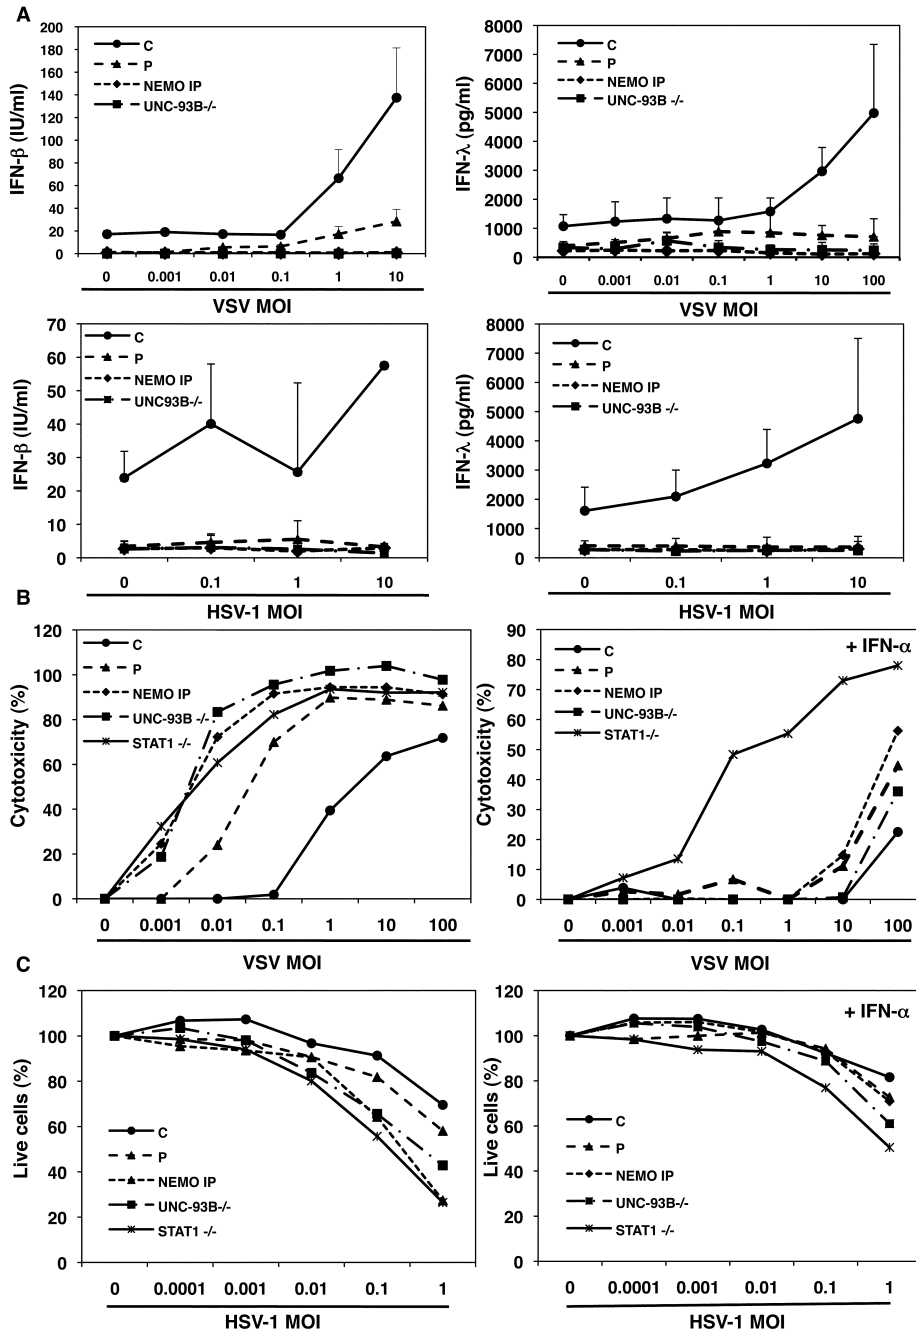 A
IFN-β (IU/ml)
200
180
160
140
120
100
80
60
40
20
0
C
P
NEMO IP
UNC-93B-/-
0 0.001 0.01 0.1 1 10
VSV MOI
IFN-λ (pg/ml)
8000
7000
6000
5000
4000
3000
2000
1000
0
C
P
NEMO IP
UNC-93B -/-
0 0.001 0.01 0.1 1 10 100
VSV MOI
IFN-β (IU/ml)
70
60
50
40
30
20
10
0
C
P
NEMO IP
UNC93B-/-
0 0.1 1 10
HSV-1 MOI
IFN-λ (pg/ml)
8000
7000
6000
5000
4000
3000
2000
1000
0
C
P
NEMO IP
UNC-93B -/-
0 0.1 1 10
HSV-1 MOI
B
Cytotoxicity (%)
120
100
80
60
40
20
0
C
P
NEMO IP
UNC-93B -/-
STAT1 -/-
0 0.001 0.01 0.1 1 10 100
VSV MOI
Cytotoxicity (%)
90
80
70
60
50
40
30
20
10
0
+ IFN-α
C
P
NEMO IP
UNC-93B-/-
STAT1-/-
0 0.001 0.01 0.1 1 10 100
VSV MOI
C
Live cells (%)
120
100
80
60
40
20
0
C
P
NEMO IP
UNC-93B-/-
STAT1 -/-
0 0.0001 0.001 0.01 0.1 1
HSV-1 MOI
Live cells (%)
120
100
80
60
40
20
0
+ IFN-α
C
P
NEMO IP
UNC-93B-/-
STAT1 -/-
0 0.0001 0.001 0.01 0.1 1
HSV-1 MOI